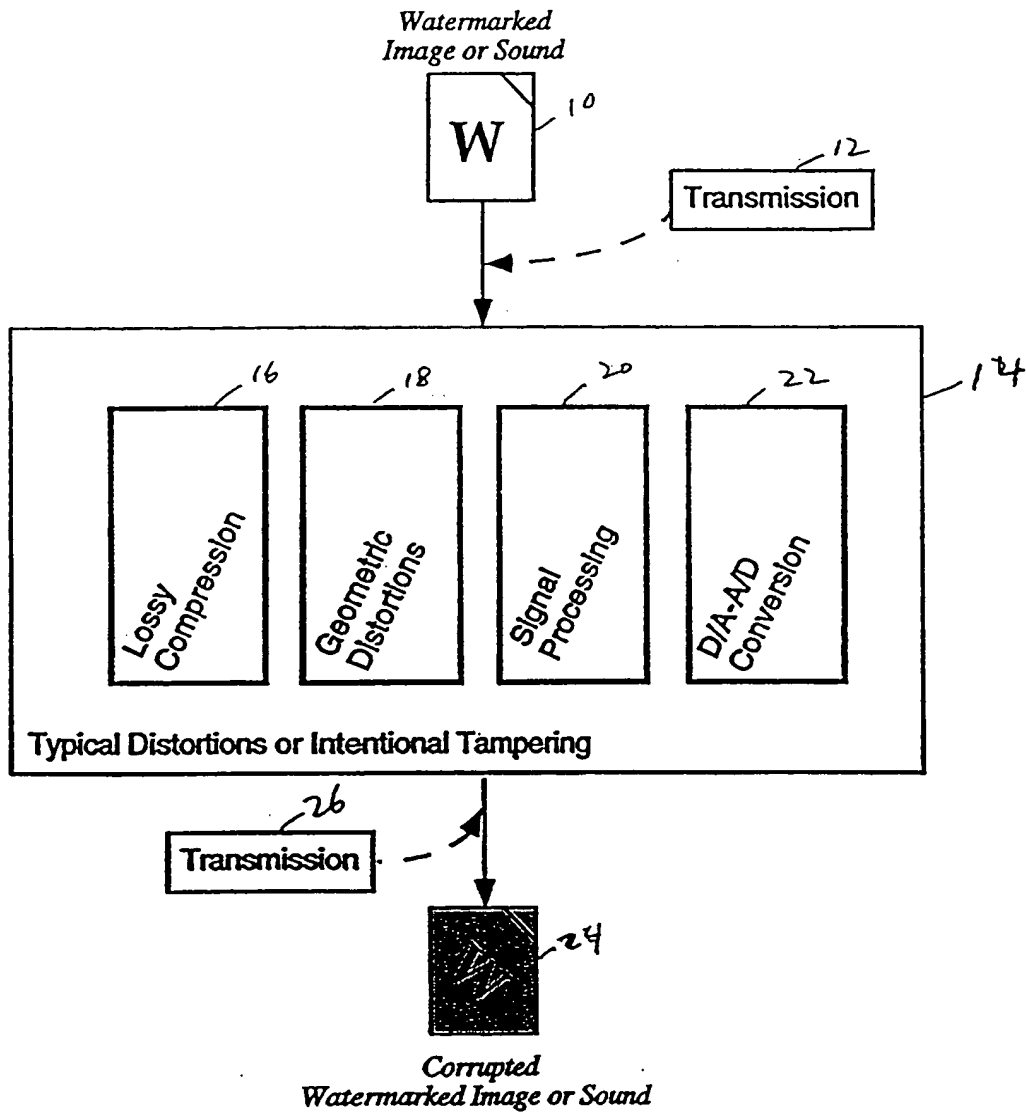 Watermarked
Image or Sound
10
W
12
Transmission
16
18
20
22
14
Lossy
Compression
Geometric
Distortions
Signal
Processing
D/A-A/D
Conversion
Typical Distortions or Intentional Tampering
26
Transmission
24
W
Corrupted
Watermarked Image or Sound